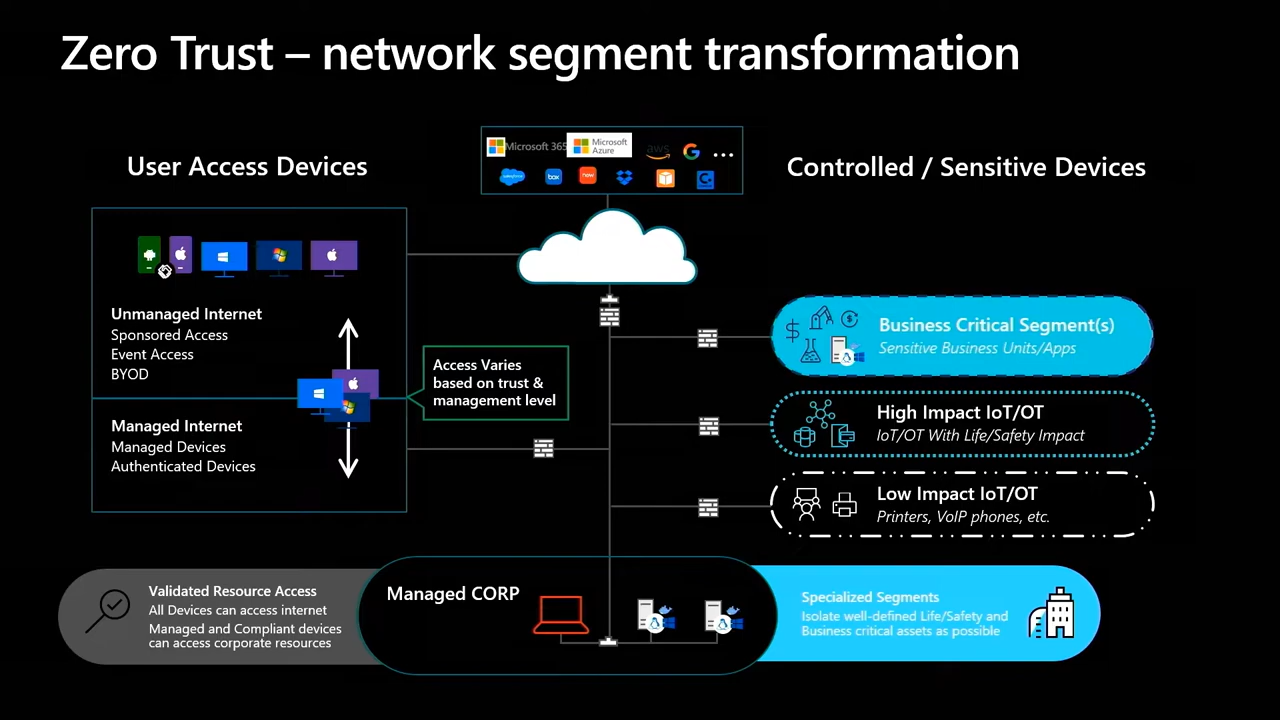 Zero Trust – network segment transformation
User Access Devices
Microsoft 365
Microsoft
Azure
aws
...
salesforce
box
now
Controlled / Sensitive Devices
Unmanaged Internet
Sponsored Access
Event Access
BYOD
Managed Internet
Managed Devices
Authenticated Devices
Access Varies
based on trust &
management level
Business Critical Segment(s)
Sensitive Business Units/Apps
High Impact IoT/OT
IoT/OT With Life/Safety Impact
Low Impact IoT/OT
Printers, VoIP phones, etc.
Validated Resource Access
All Devices can access internet
Managed and Compliant devices
can access corporate resources
Managed CORP
Specialized Segments
Isolate well-defined Life/Safety and
Business critical assets as possible